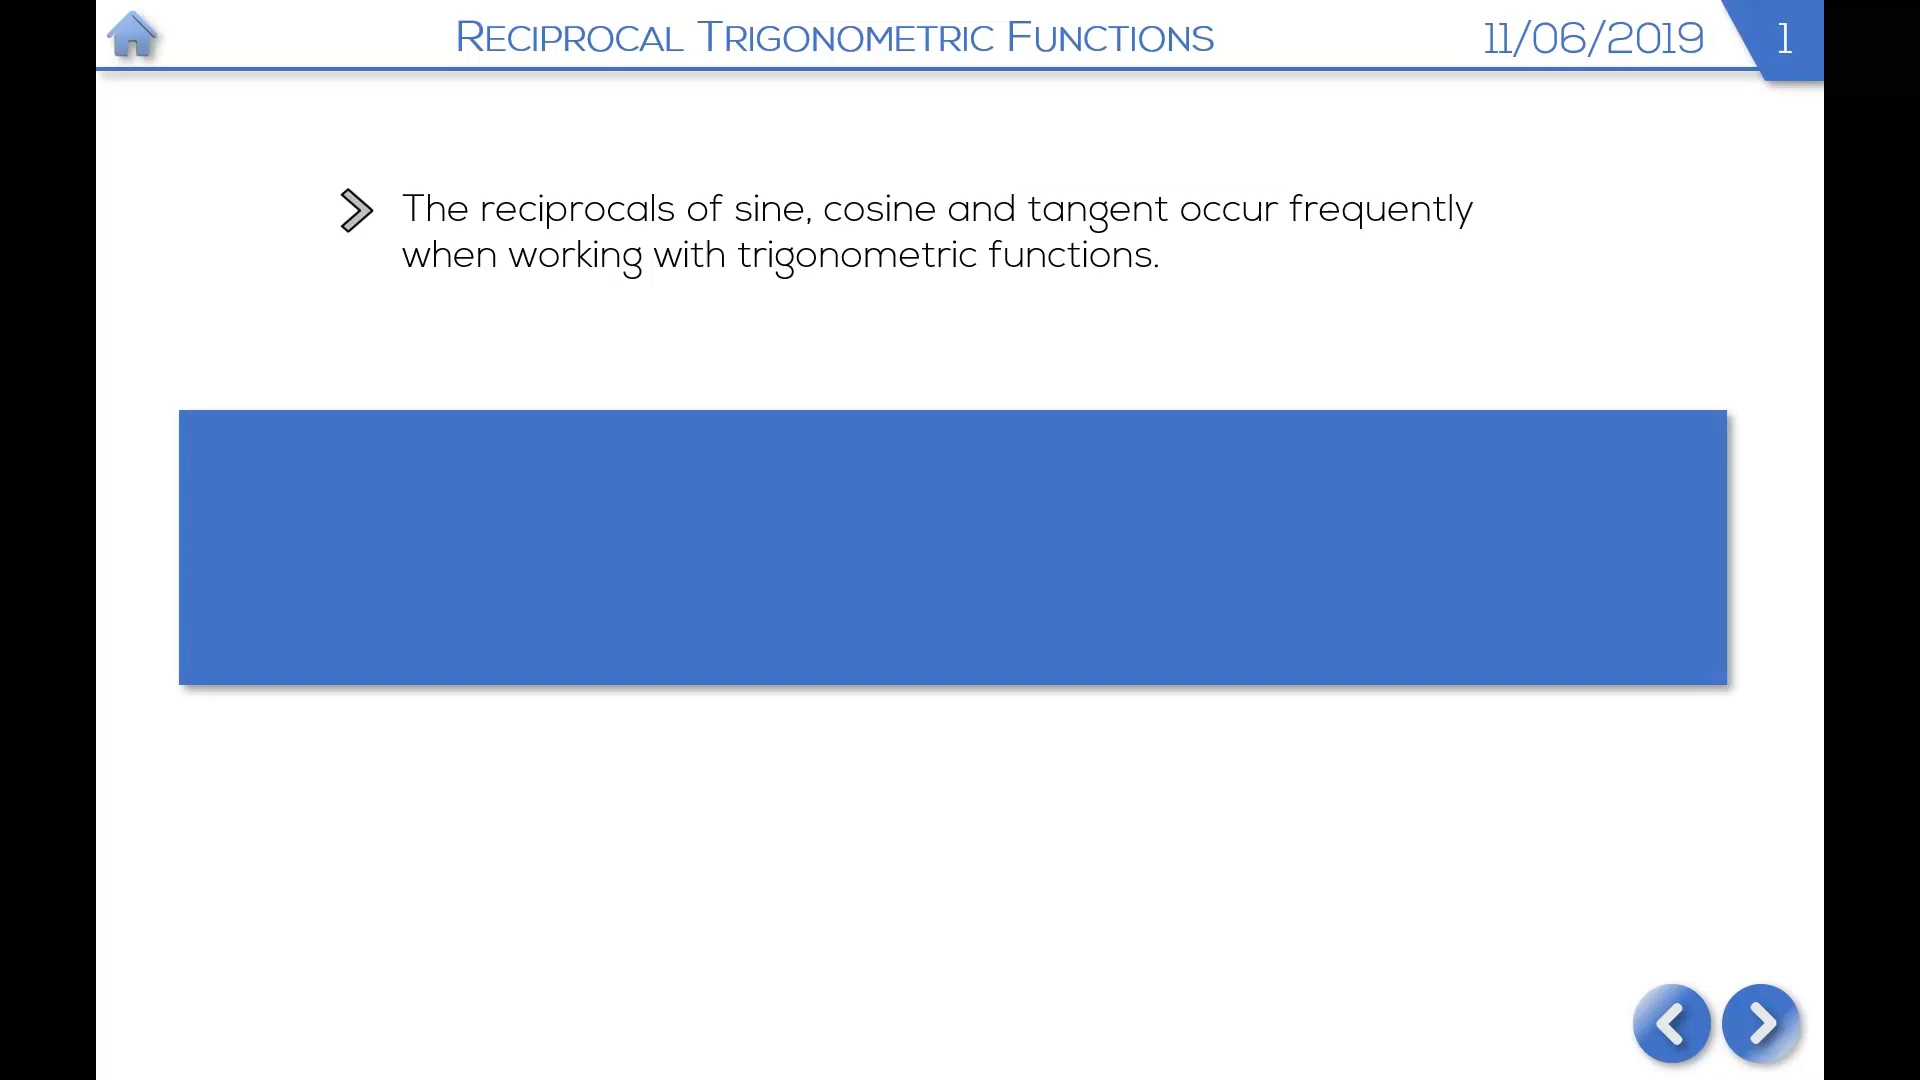 Reciprocal Trigonometric Functions
11/06/2019
1
The reciprocals of sine, cosine and tangent occur frequently
when working with trigonometric functions.